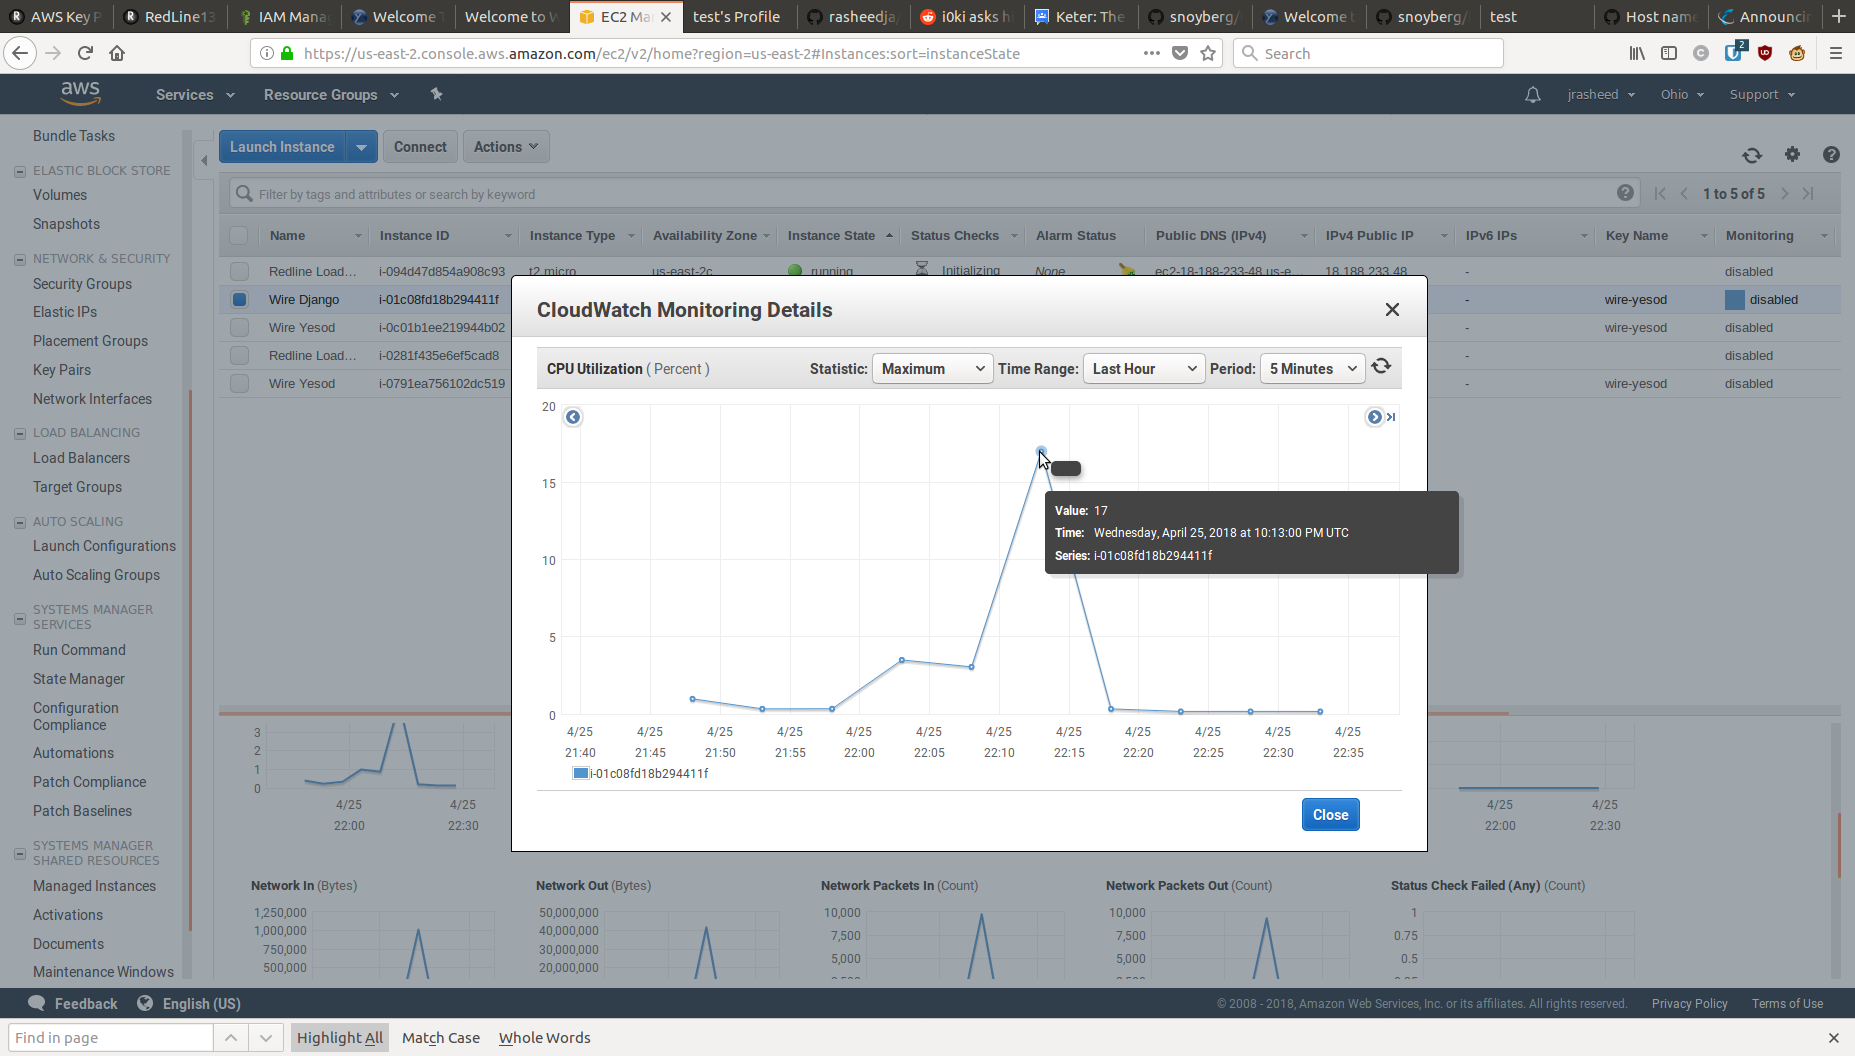 AWS Key P
RedLine13
IAM Mana
Welcome T
Welcome to W
EC2 Ma
test's Profile
rasheedja
i0ki asks h
Keter: The
snoyberg/
Welcome t
snoyberg/
test
Host name
Announcin
https://us-east-2.console.aws.amazon.com/ec2/v2/home?region=us-east-2#Instances:sort=instanceState
Search
2
aws
Services
Resource Groups
jrasheed
Ohio
Support
Bundle Tasks
ELASTIC BLOCK STORE
Volumes
Snapshots
NETWORK & SECURITY
Security Groups
Elastic IPs
Placement Groups
Key Pairs
Network Interfaces
LOAD BALANCING
Load Balancers
Target Groups
AUTO SCALING
Launch Configurations
Auto Scaling Groups
SYSTEMS MANAGER
SERVICES
Run Command
State Manager
Configuration
Compliance
Automations
Patch Compliance
Patch Baselines
SYSTEMS MANAGER
SHARED RESOURCES
Managed Instances
Activations
Documents
Maintenance Windows
Launch Instance
Connect
Actions
Filter by tags and attributes or search by keyword
1 to 5 of 5
Name Instance ID Instance Type Availability Zone Instance State Status Checks Alarm Status Public DNS (IPv4) IPv4 Public IP IPv6 IPs Key Name Monitoring
Redline Load... i-094d47d854a908c93 t2.micro us-east-2c running Initializing None ec2-18-188-233-48.us-e... 18.188.233.48 - disabled
Wire Django i-01c08fd18b294411f - wire-yesod disabled
Wire Yesod i-0c01b1ee219944b02 - wire-yesod disabled
Redline Load... i-0281f435e6ef5cad8 - disabled
Wire Yesod i-0791ea756102dc519 - wire-yesod disabled
CloudWatch Monitoring Details
CPU Utilization ( Percent )
Statistic: Maximum Time Range: Last Hour Period: 5 Minutes
20
15
10
5
0
Value: 17
Time: Wednesday, April 25, 2018 at 10:13:00 PM UTC
Series: i-01c08fd18b294411f
4/25 4/25 4/25 4/25 4/25 4/25 4/25 4/25 4/25 4/25 4/25 4/25
21:40 21:45 21:50 21:55 22:00 22:05 22:10 22:15 22:20 22:25 22:30 22:35
i-01c08fd18b294411f
Close
3
2
1
0
4/25 4/25
22:00 22:30
4/25 4/25
22:00 22:30
Network In (Bytes)
1,250,000
1,000,000
750,000
500,000
Network Out (Bytes)
50,000,000
40,000,000
30,000,000
20,000,000
Network Packets In (Count)
10,000
7,500
5,000
Network Packets Out (Count)
10,000
7,500
5,000
Status Check Failed (Any) (Count)
1
0.75
0.5
Feedback
English (US)
© 2008 - 2018, Amazon Web Services, Inc. or its affiliates. All rights reserved.
Privacy Policy
Terms of Use
Find in page
Highlight All
Match Case
Whole Words